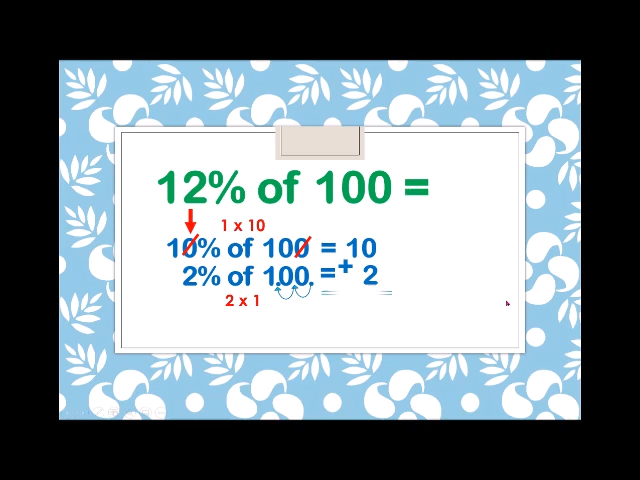 12% of 100 =
1 x 10
10% of 100 = 10
2% of 100. = + 2
2 x 1